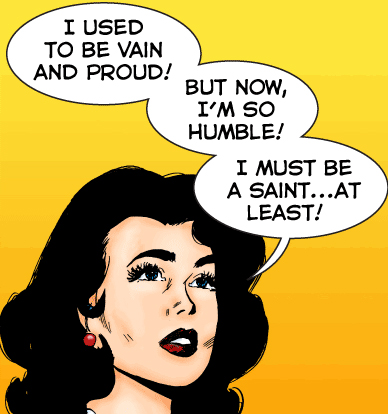 I USED
TO BE VAIN
AND PROUD!
BUT NOW,
I'M SO
HUMBLE!
I MUST BE
A SAINT...AT
LEAST!